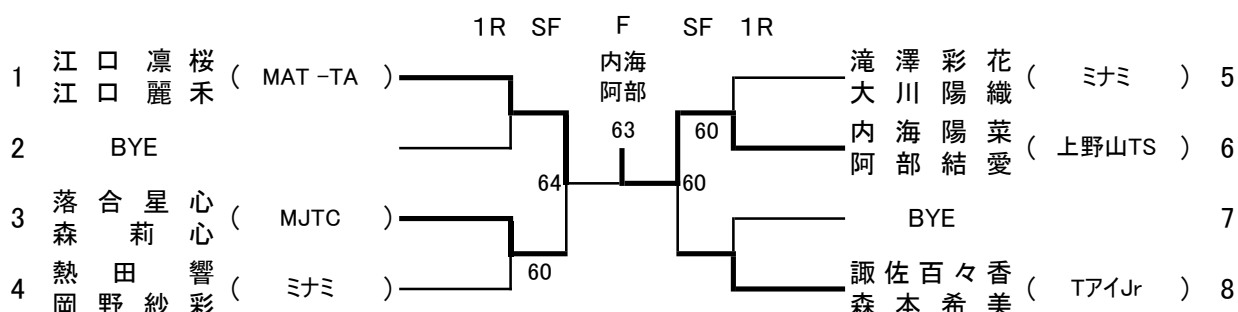 1R SF F SF 1R
内海
阿部
1 江口 凛桜 ( MAT -TA )
江口 麗禾
2 BYE
3 落合星心 ( MJTC )
森 莉心
4 熱田 響 ( ミナミ )
岡野紗彩
63
64
60
60
60
滝澤彩花 ( ミナミ ) 5
大川陽織
内海陽菜 ( 上野山TS ) 6
阿部結愛
BYE 7
諏佐百々香 ( TアイJr ) 8
森本希美